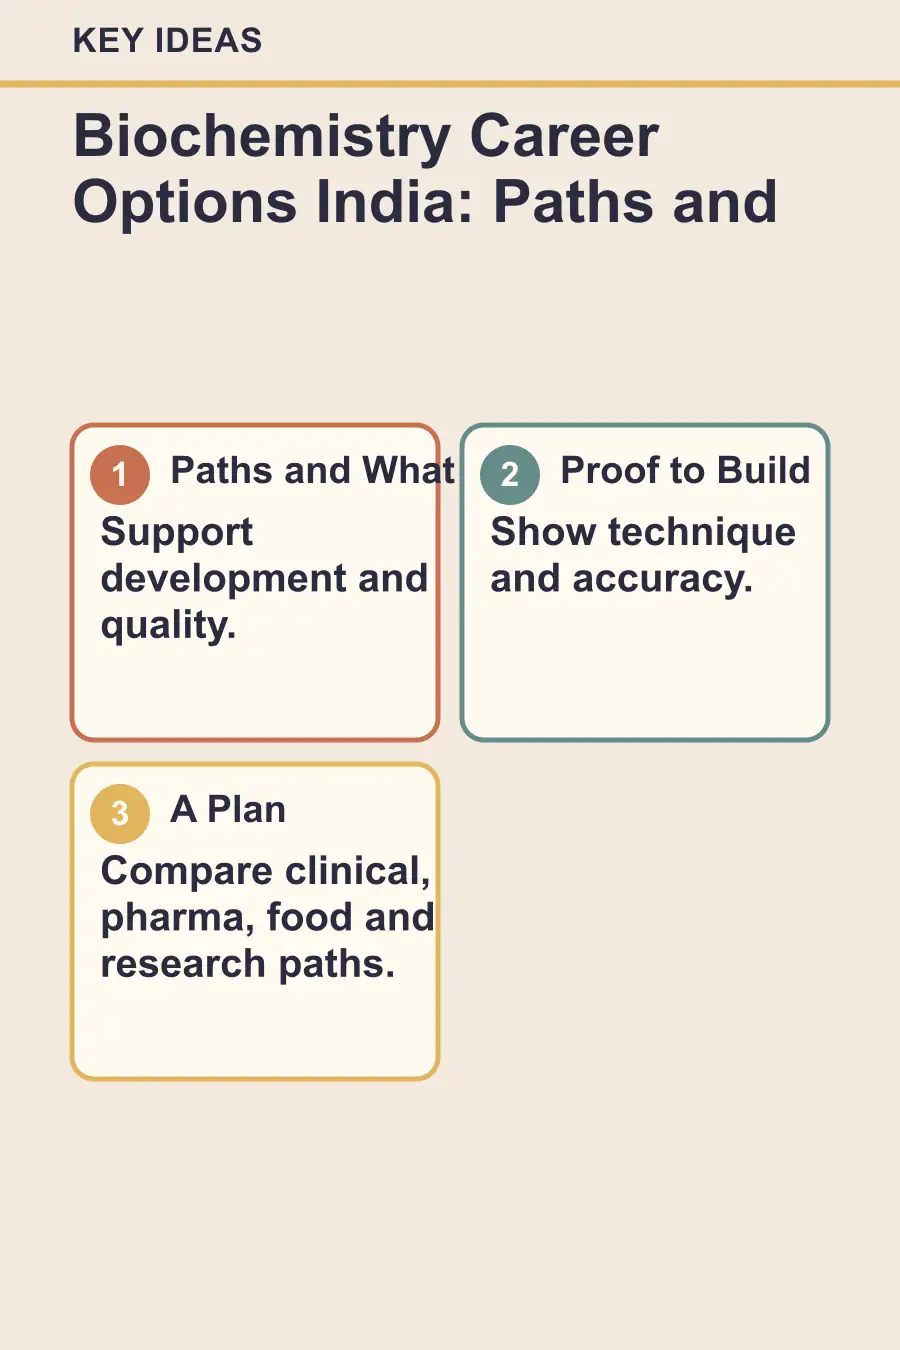 KEY IDEAS
Biochemistry Career
Options India: Paths and
1
Paths and What
Support
development and
quality.
2
Proof to Build
Show technique
and accuracy.
3
A Plan
Compare clinical,
pharma, food and
research paths.